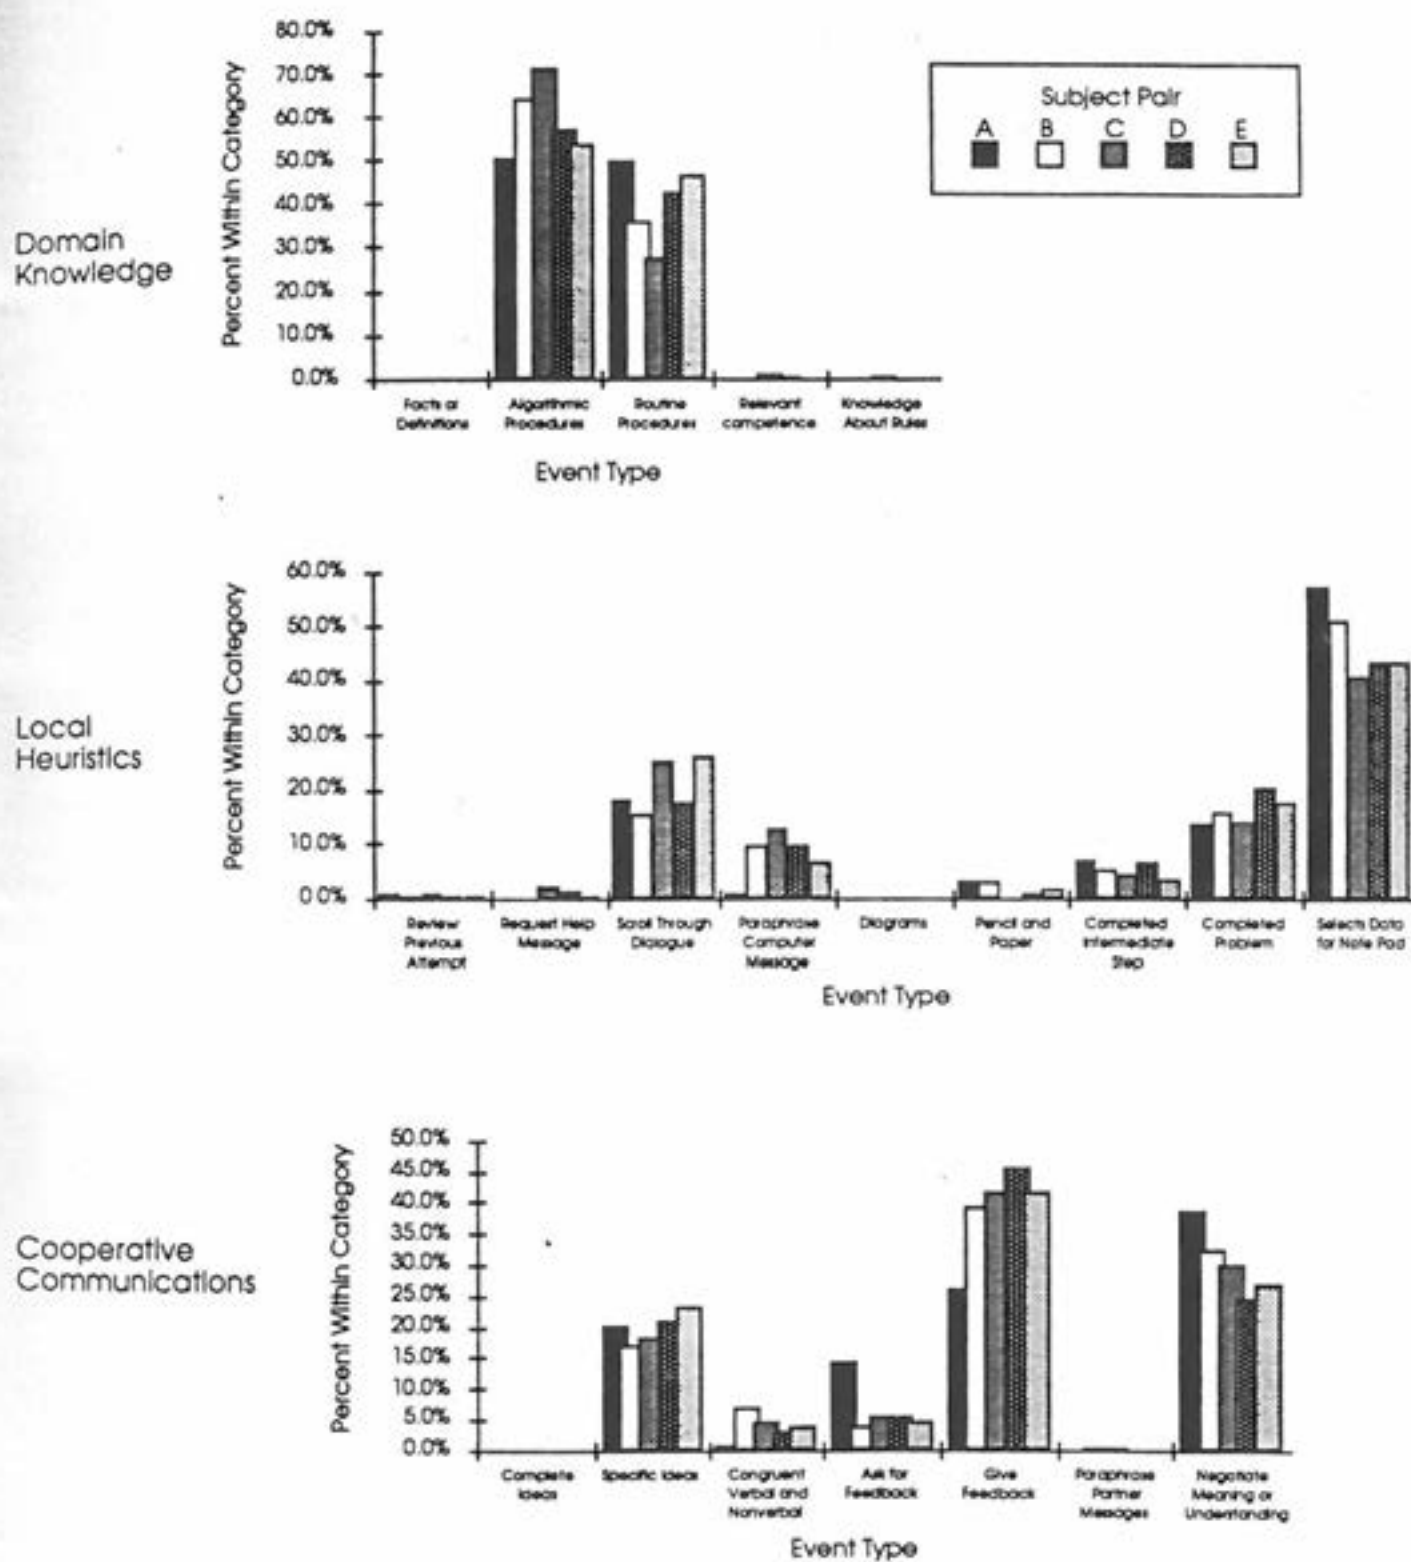 Domain
Knowledge
Percent Within Category
80.0%
70.0%
60.0%
50.0%
40.0%
30.0%
20.0%
10.0%
0.0%
Facts or
Definitions
Algorithmic
Procedures
Routine
Procedures
Relevant
competence
Knowledge
About Rules
Event Type
Subject Pair
A B C D E
Local
Heuristics
Percent Within Category
60.0%
50.0%
40.0%
30.0%
20.0%
10.0%
0.0%
Review
Previous
Attempt
Request Help
Message
Scroll Through
Dialogue
Paraphrase
Computer
Message
Diagrams
Pencil and
Paper
Completed
Intermediate
Step
Completed
Problem
Selects Data
for Note Pad
Event Type
Cooperative
Communications
Percent Within Category
50.0%
45.0%
40.0%
35.0%
30.0%
25.0%
20.0%
15.0%
10.0%
5.0%
0.0%
Complete
Ideas
Specific Ideas
Congruent
Verbal and
Nonverbal
Ask for
Feedback
Give
Feedback
Paraphrase
Partner
Messages
Negotiate
Meaning or
Understanding
Event Type